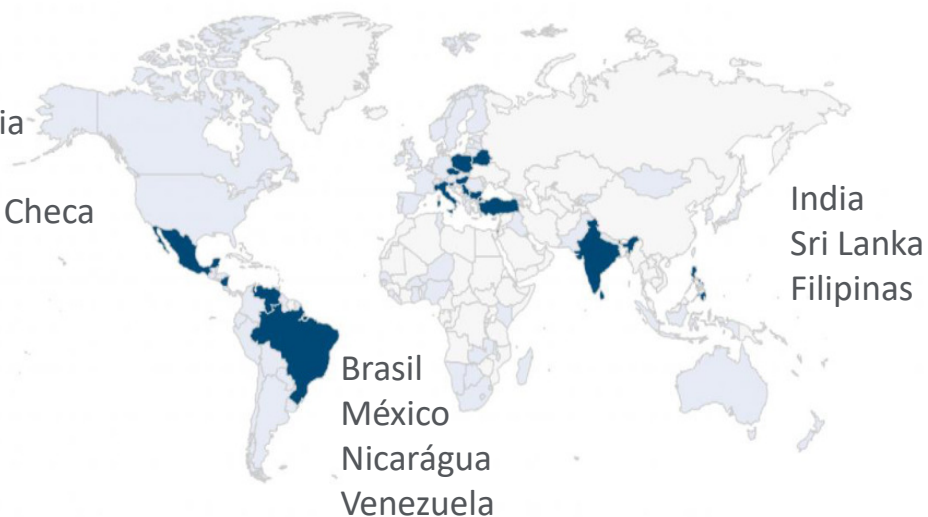 ia
Checa
India
Sri Lanka
Filipinas
Brasil
México
Nicarágua
Venezuela